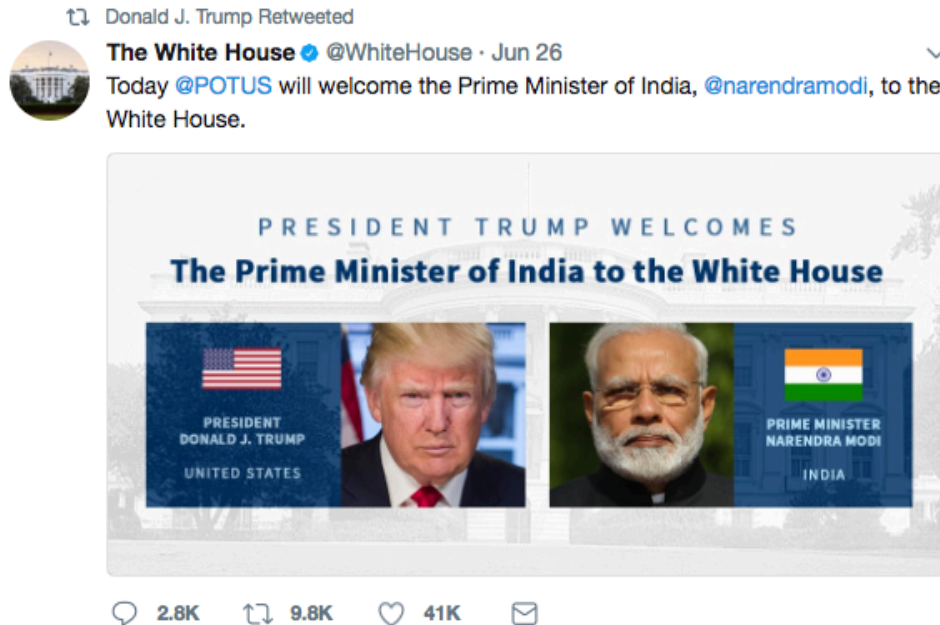 Donald J. Trump Retweeted
The White House @WhiteHouse · Jun 26
Today @POTUS will welcome the Prime Minister of India, @narendramodi, to the
White House.
PRESIDENT TRUMP WELCOMES
The Prime Minister of India to the White House
PRESIDENT
DONALD J. TRUMP
UNITED STATES
PRIME MINISTER
NARENDRA MODI
INDIA
2.8K 9.8K 41K